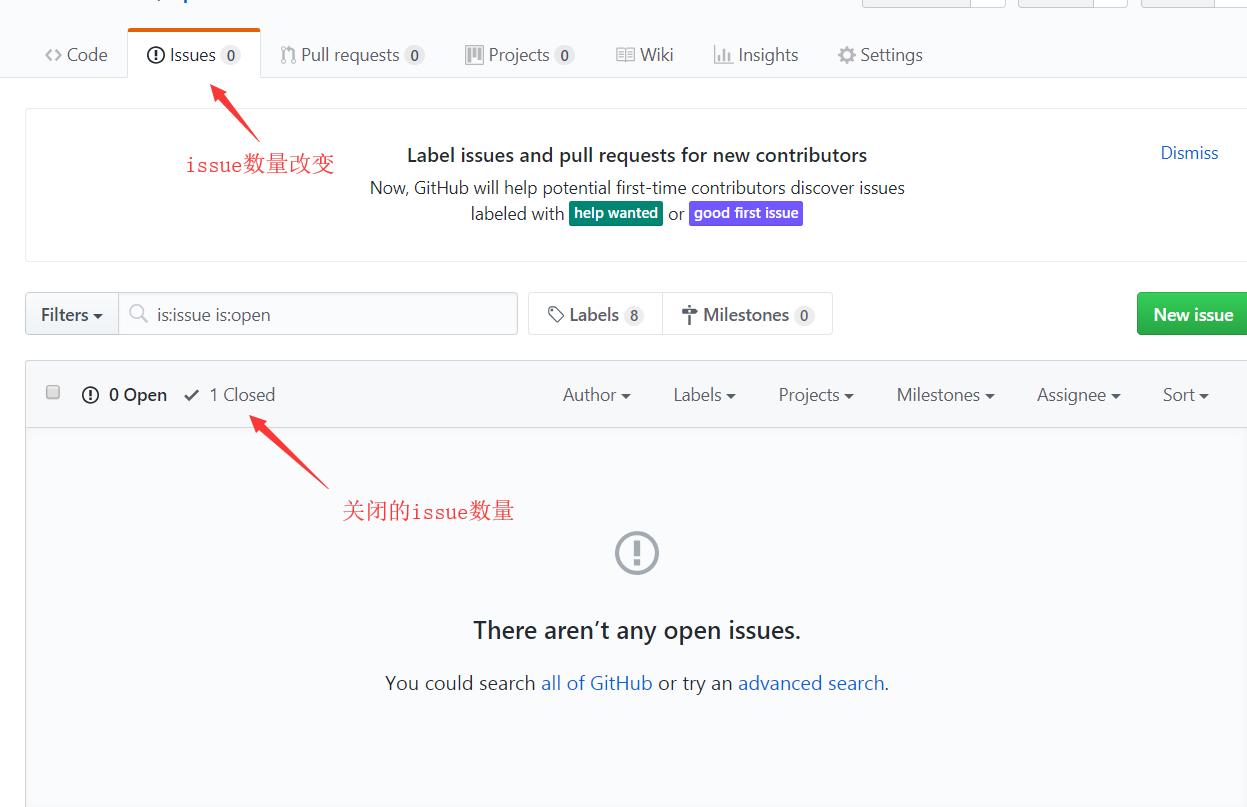 Code Issues 0 Pull requests 0 Projects 0 Wiki Insights Settings
issue数量改变
Label issues and pull requests for new contributors
Dismiss
Now, GitHub will help potential first-time contributors discover issues
labeled with help wanted or good first issue
Filters is:issue is:open Labels 8 Milestones 0 New issue
0 Open 1 Closed Author Labels Projects Milestones Assignee Sort
关闭的issue数量
There aren’t any open issues.
You could search all of GitHub or try an advanced search.